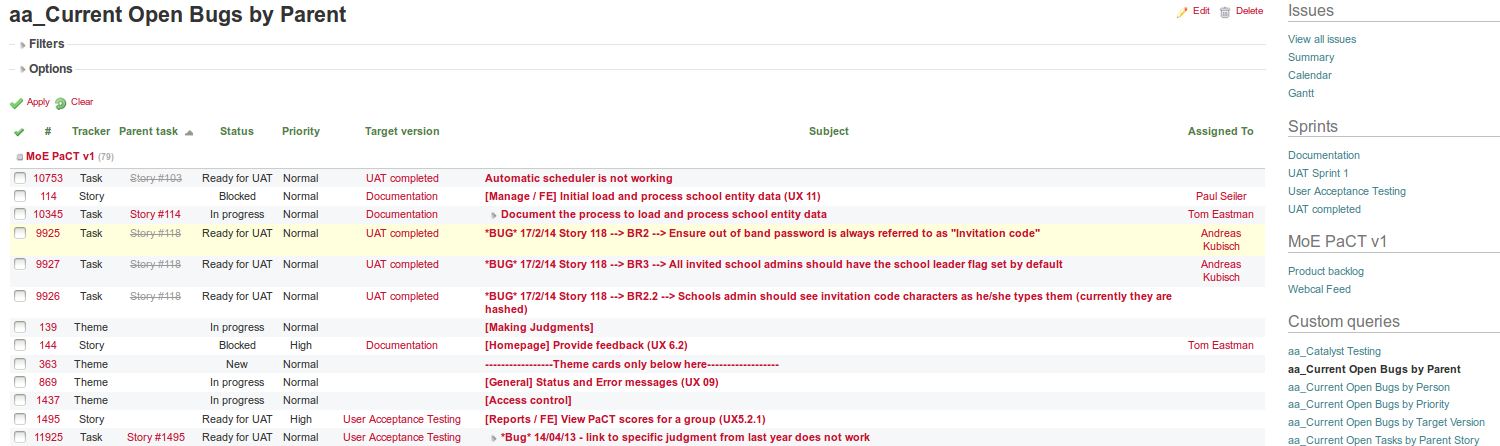 aa_Current Open Bugs by Parent
Edit Delete
Filters
Options
Apply Clear
# Tracker Parent task Status Priority Target version Subject Assigned To
MoE PaCT v1 (79)
10753 Task Story #103 Ready for UAT Normal UAT completed Automatic scheduler is not working
114 Story Blocked Normal Documentation [Manage / FE] Initial load and process school entity data (UX 11) Paul Seiler
10345 Task Story #114 In progress Normal Documentation Document the process to load and process school entity data Tom Eastman
9925 Task Story #118 Ready for UAT Normal UAT completed *BUG* 17/2/14 Story 118 --> BR2 --> Ensure out of band password is always referred to as "Invitation code" Andreas
Kubisch
9927 Task Story #118 Ready for UAT Normal UAT completed *BUG* 17/2/14 Story 118 --> BR3 --> All invited school admins should have the school leader flag set by default Andreas
Kubisch
9926 Task Story #118 Ready for UAT Normal UAT completed *BUG* 17/2/14 Story 118 --> BR2.2 --> Schools admin should see invitation code characters as he/she types them (currently they are
hashed)
139 Theme In progress Normal [Making Judgments]
144 Story Blocked High Documentation [Homepage] Provide feedback (UX 6.2) Tom Eastman
363 Theme New Normal -----------------Theme cards only below here------------------
869 Theme In progress Normal [General] Status and Error messages (UX 09)
1437 Theme In progress Normal [Access control]
1495 Story Ready for UAT High User Acceptance Testing [Reports / FE] View PaCT scores for a group (UX5.2.1)
11925 Task Story #1495 Ready for UAT Normal User Acceptance Testing *Bug* 14/04/13 - link to specific judgment from last year does not work
Issues
View all issues
Summary
Calendar
Gantt
Sprints
Documentation
UAT Sprint 1
User Acceptance Testing
UAT completed
MoE PaCT v1
Product backlog
Webcal Feed
Custom queries
aa_Catalyst Testing
aa_Current Open Bugs by Parent
aa_Current Open Bugs by Person
aa_Current Open Bugs by Priority
aa_Current Open Bugs by Target Version
aa_Current Open Tasks by Parent Story